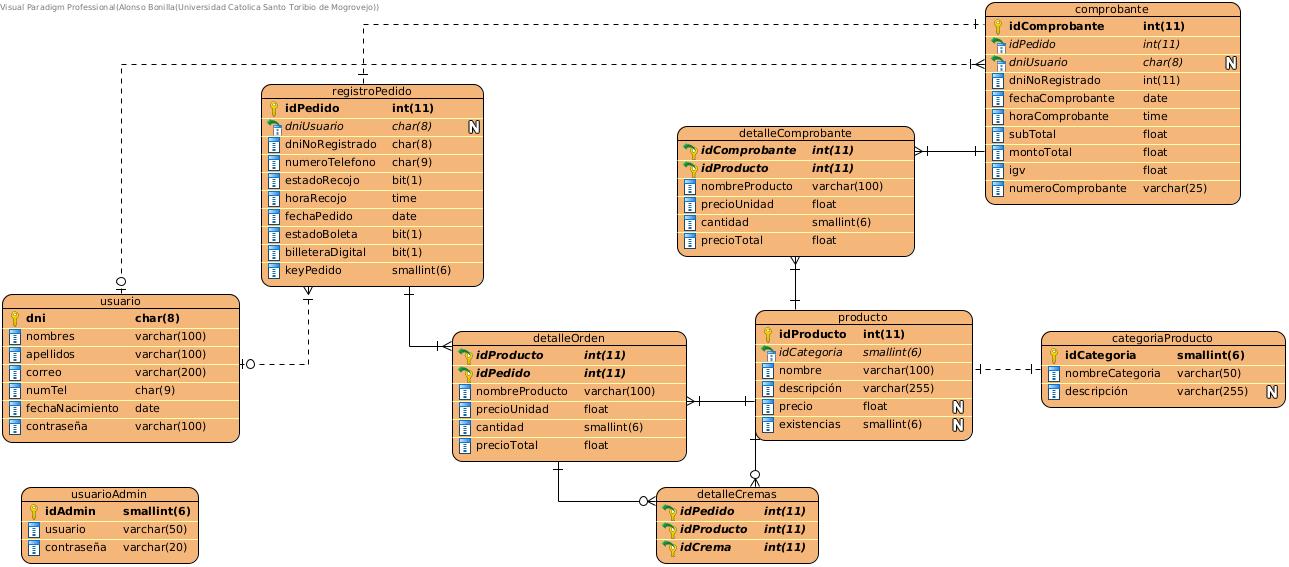 Visual Paradigm Professional(Alonso Bonilla(Universidad Catolica Santo Toribio de Mogrovejo))
comprobante
idComprobante int(11)
idPedido int(11)
dniUsuario char(8) N
dniNoRegistrado int(11)
fechaComprobante date
horaComprobante time
subTotal float
montoTotal float
igv float
numeroComprobante varchar(25)
registroPedido
idPedido int(11)
dniUsuario char(8) N
dniNoRegistrado char(8)
numeroTelefono char(9)
estadoRecojo bit(1)
horaRecojo time
fechaPedido date
estadoBoleta bit(1)
billeteraDigital bit(1)
keyPedido smallint(6)
detalleComprobante
idComprobante int(11)
idProducto int(11)
nombreProducto varchar(100)
precioUnidad float
cantidad smallint(6)
precioTotal float
usuario
dni char(8)
nombres varchar(100)
apellidos varchar(100)
correo varchar(200)
numTel char(9)
fechaNacimiento date
contraseña varchar(100)
detalleOrden
idProducto int(11)
idPedido int(11)
nombreProducto varchar(100)
precioUnidad float
cantidad smallint(6)
precioTotal float
producto
idProducto int(11)
idCategoria smallint(6)
nombre varchar(100)
descripción varchar(255)
precio float N
existencias smallint(6) N
categoriaProducto
idCategoria smallint(6)
nombreCategoria varchar(50)
descripción varchar(255) N
usuarioAdmin
idAdmin smallint(6)
usuario varchar(50)
contraseña varchar(20)
detalleCremas
idPedido int(11)
idProducto int(11)
idCrema int(11)